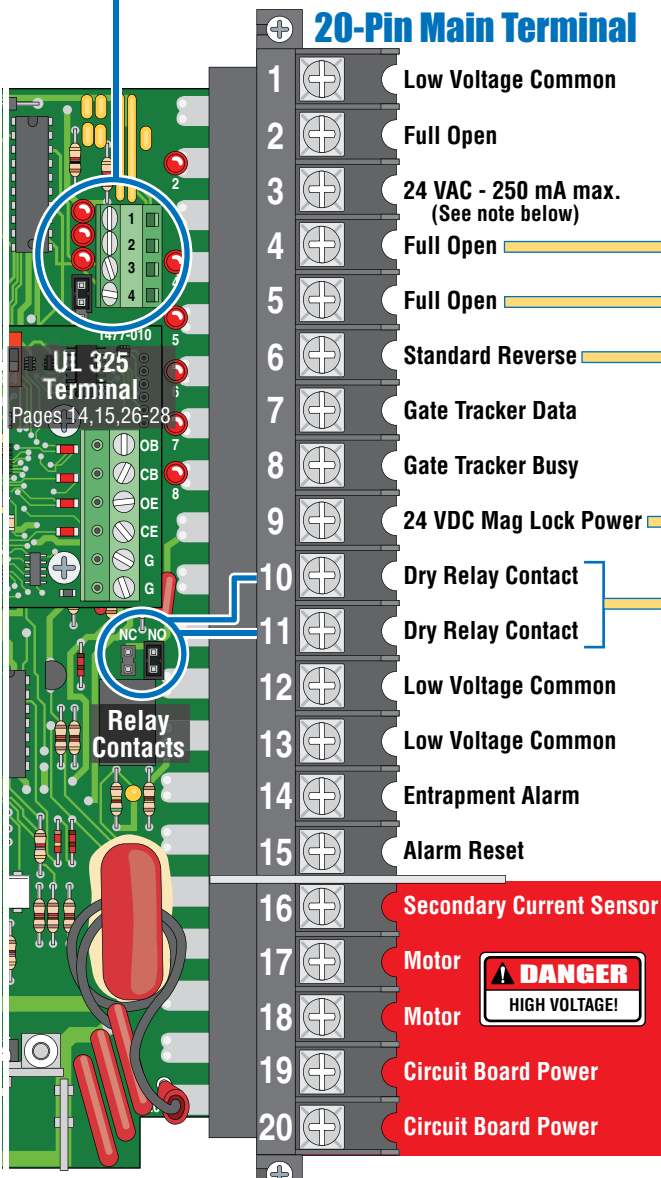 20-Pin Main Terminal
1 Low Voltage Common
2 Full Open
3 24 VAC - 250 mA max.
(See note below)
4 Full Open
5 Full Open
6 Standard Reverse
7 Gate Tracker Data
8 Gate Tracker Busy
9 24 VDC Mag Lock Power
10 Dry Relay Contact
11 Dry Relay Contact
12 Low Voltage Common
13 Low Voltage Common
14 Entrapment Alarm
15 Alarm Reset
16 Secondary Current Sensor
17 Motor
18 Motor
DANGER
HIGH VOLTAGE!
19 Circuit Board Power
20 Circuit Board Power
2
1
2
3
4
1477-010
5
UL 325
Terminal
Pages 14,15,26-28
6
7
8
OB
CB
OE
CE
G
G
NC NO
Relay
Contacts